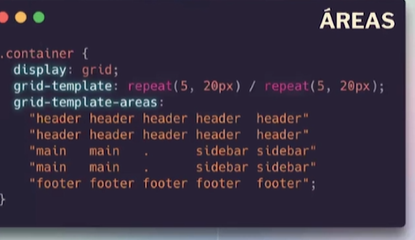 ÁREAS
.container {
  display: grid;
  grid-template: repeat(5, 20px) / repeat(5, 20px);
  grid-template-areas:
    "header header header header  header"
    "header header header header  header"
    "main   main   .      sidebar sidebar"
    "main   main   .      sidebar sidebar"
    "footer footer footer footer  footer";
}